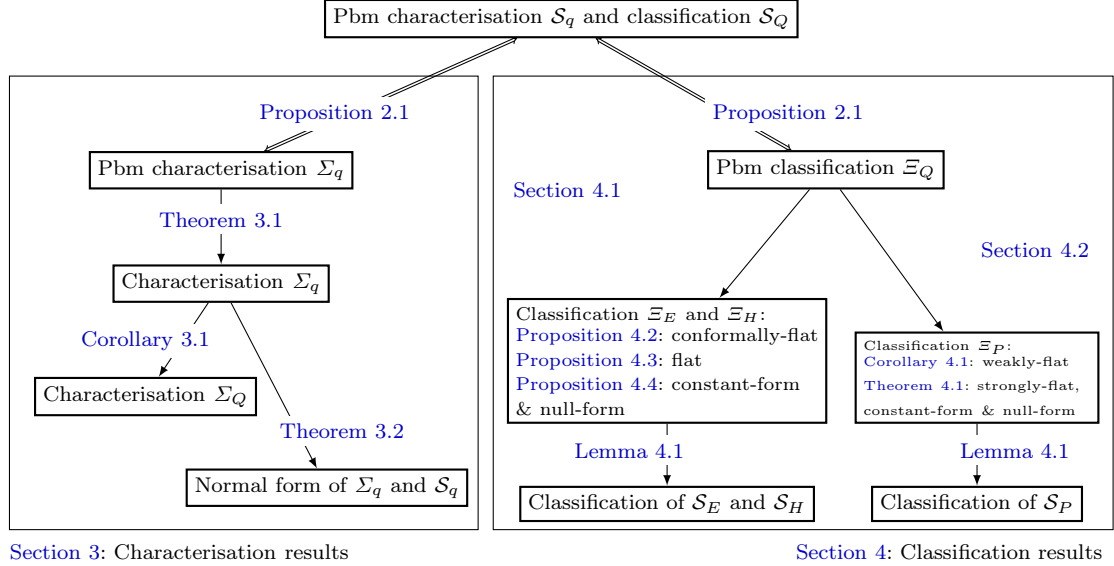 Pbm characterisation 𝒮_q and classification 𝒮_Q
Proposition 2.1
Pbm characterisation Σ_q
Theorem 3.1
Characterisation Σ_q
Corollary 3.1
Characterisation Σ_Q
Theorem 3.2
Normal form of Σ_q and 𝒮_q
Section 3: Characterisation results
Proposition 2.1
Pbm classification Ξ_Q
Section 4.1
Section 4.2
Classification Ξ_E and Ξ_H:
Proposition 4.2: conformally-flat
Proposition 4.3: flat
Proposition 4.4: constant-form
& null-form
Lemma 4.1
Classification of 𝒮_E and 𝒮_H
Classification Ξ_P:
Corollary 4.1: weakly-flat
Theorem 4.1: strongly-flat,
constant-form & null-form
Lemma 4.1
Classification of 𝒮_P
Section 4: Classification results